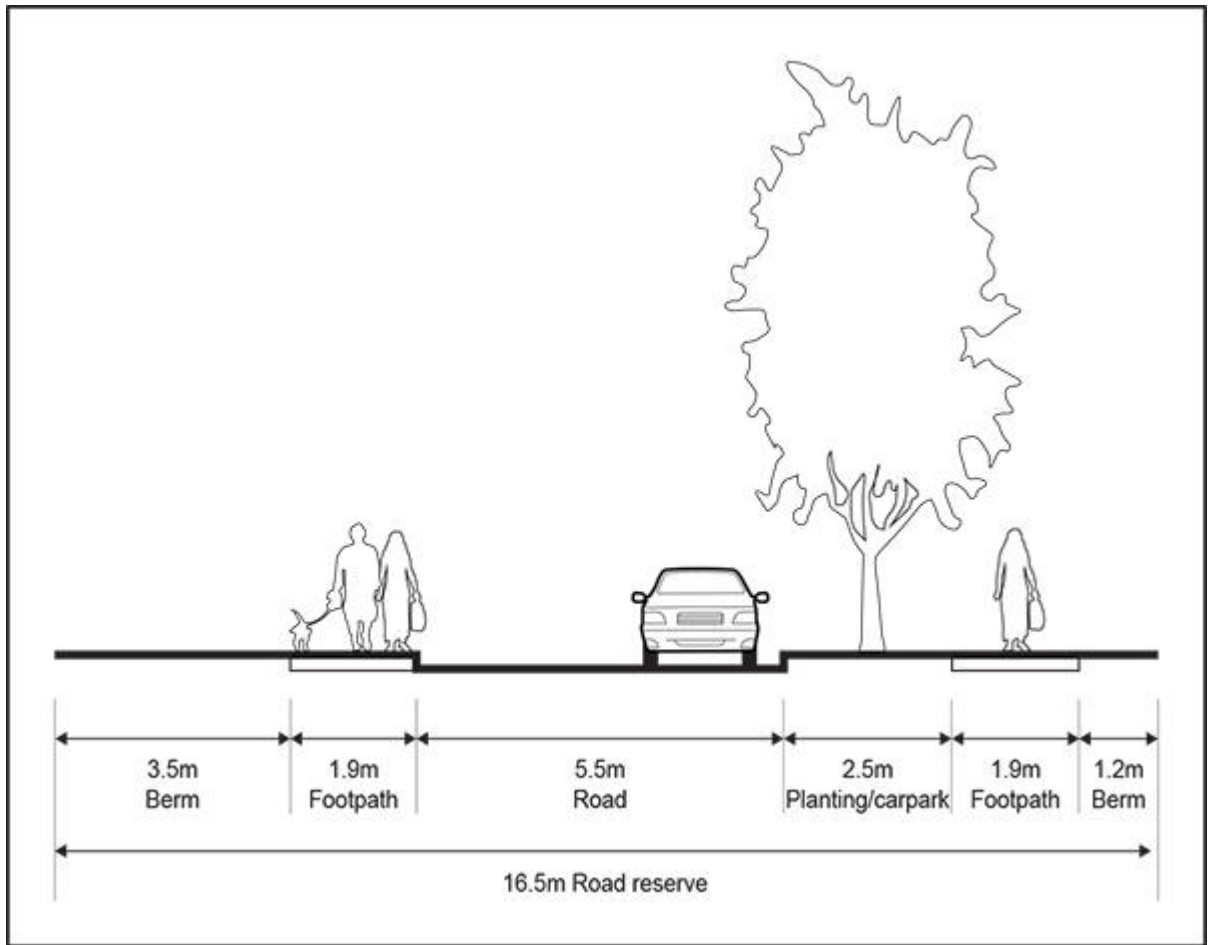 3.5m
Berm
1.9m
Footpath
5.5m
Road
2.5m
Planting/carpark
1.9m
Footpath
1.2m
Berm
16.5m Road reserve